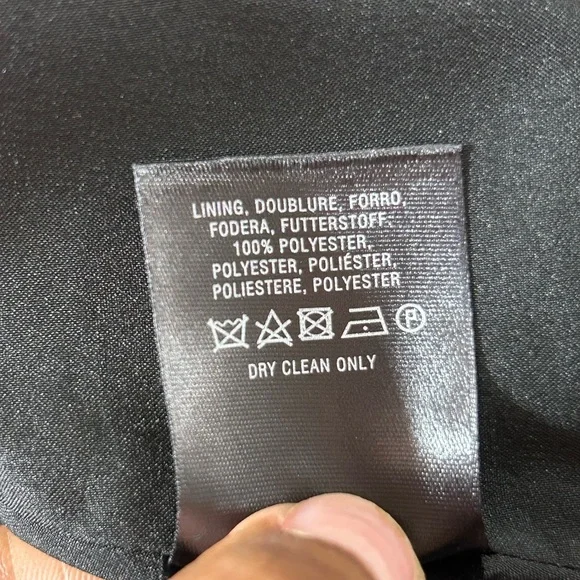 LINING, DOUBLURE, FORRO,
FODERA, FUTTERSTOFF,
100% POLYESTER,
POLYESTER, POLIÉSTER,
POLIESTERE, POLYESTER
P
DRY CLEAN ONLY